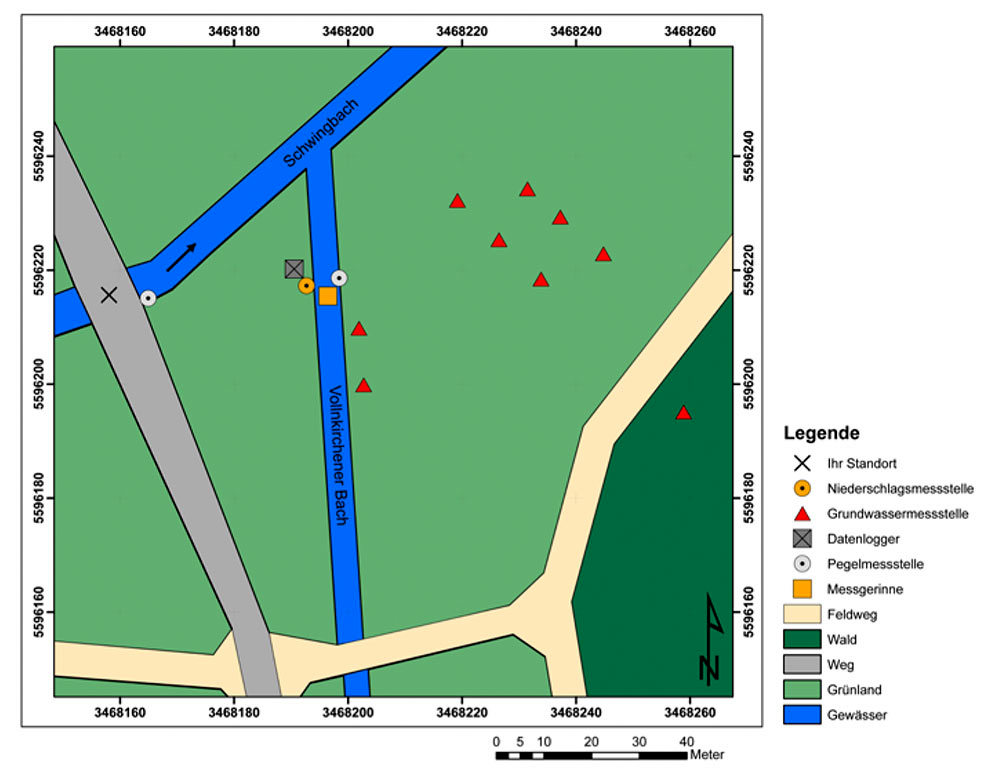 3468160 3468180 3468200 3468220 3468240 3468260
5596240 5596240
Schwingbach
5596220 5596220
5596200 5596200
Vollnkirchener Bach
5596180 5596180
5596160 5596160
N
3468160 3468180 3468200 3468220 3468240 3468260
0 5 10 20 30 40
Meter
Legende
Ihr Standort
Niederschlagsmessstelle
Grundwassermessstelle
Datenlogger
Pegelmessstelle
Messgerinne
Feldweg
Wald
Weg
Grünland
Gewässer